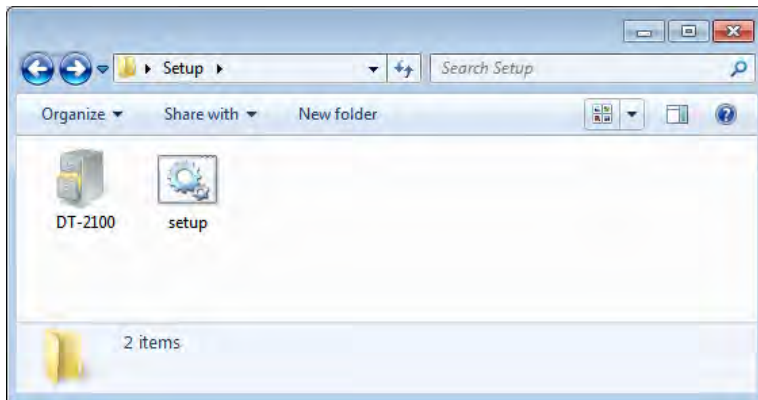 Setup
Search Setup
Organize Share with New folder
DT-2100 setup
2 items